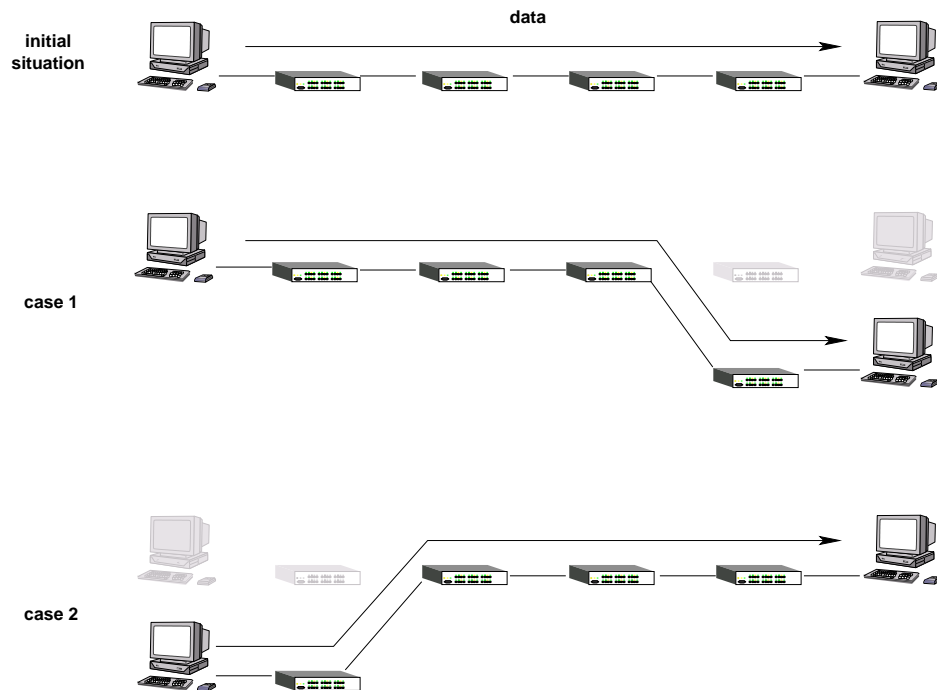 data
initial
situation
case 1
case 2